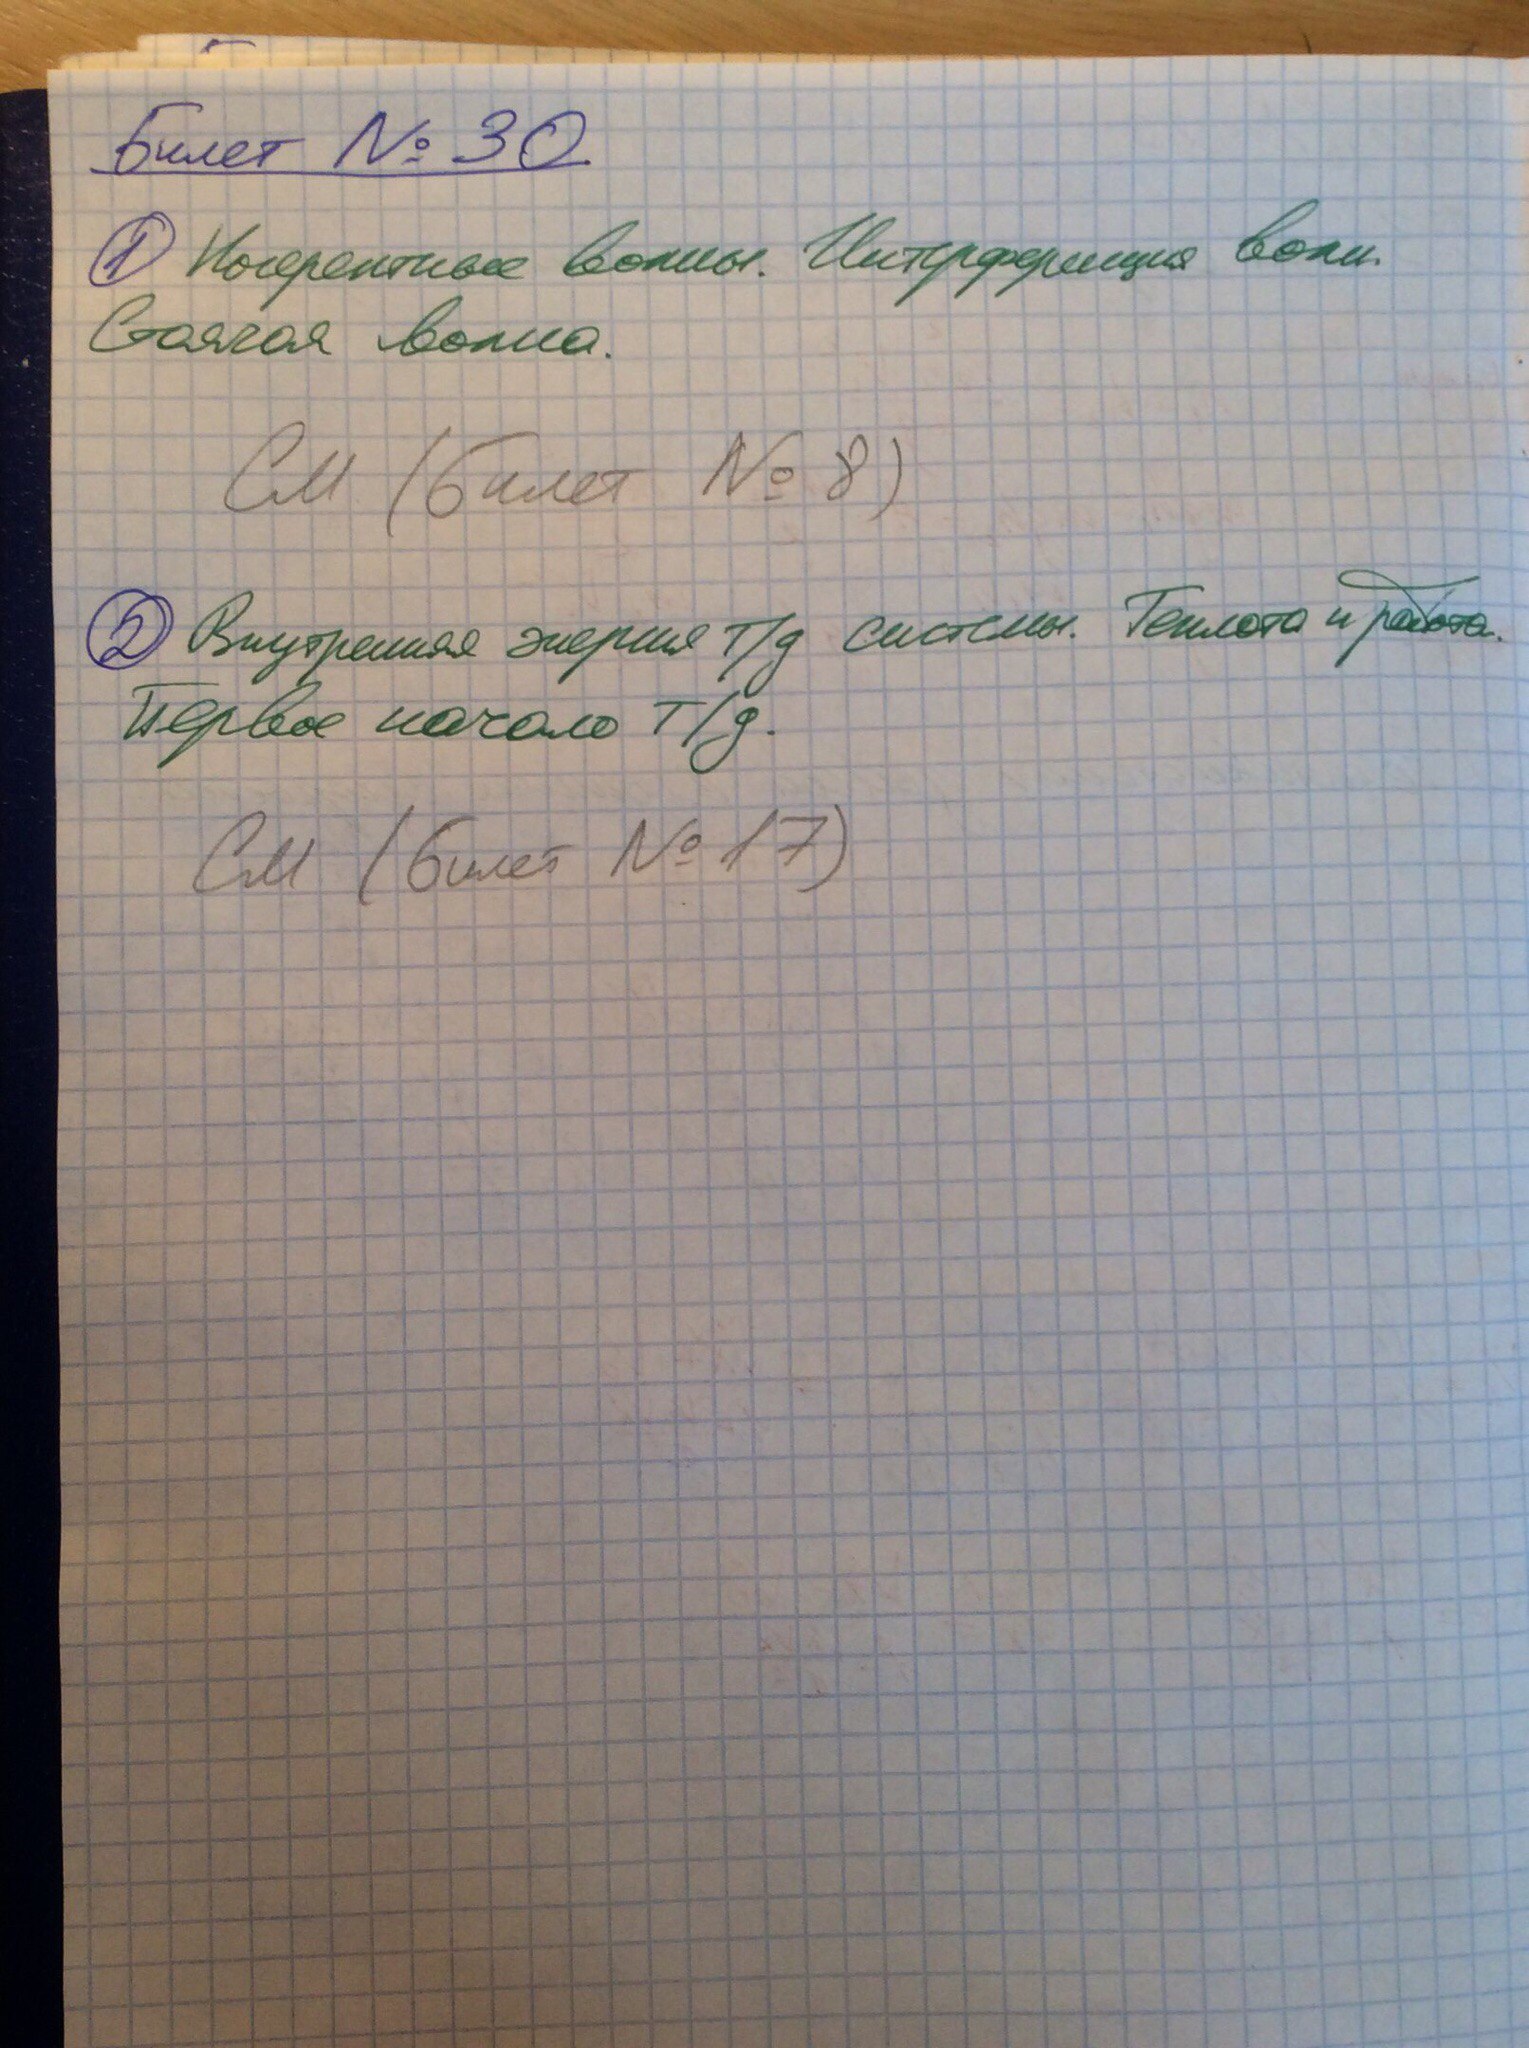 Билет № 30
① Когерентные волны. Интерференция волн.
Стоячая волна.
См (билет № 8)
② Внутренняя энергия т/д системы. Теплота и работа.
Первое начало т/д.
См (билет № 17)